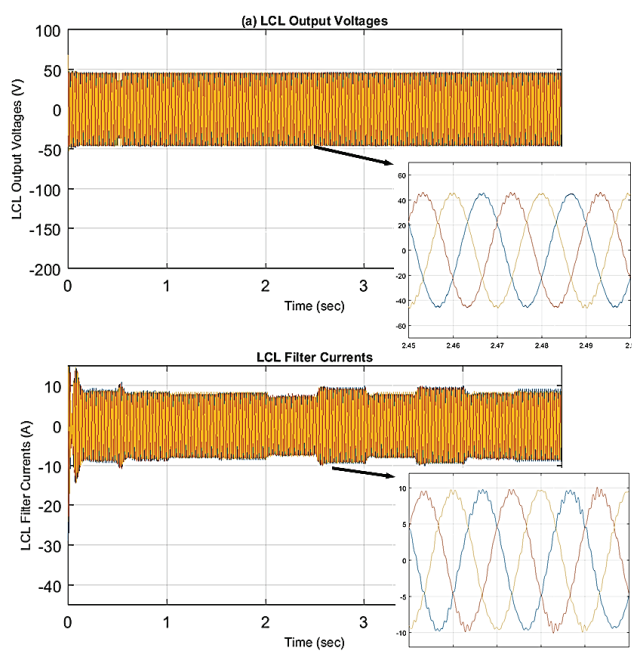 (a) LCL Output Voltages
100
50
0
-50
-100
-150
-200
LCL Output Voltages (V)
0 1 2 3
Time (sec)
60
40
20
0
-20
-40
-60
2.45 2.46 2.47 2.48 2.49
LCL Filter Currents
10
0
-10
-20
-30
-40
LCL Filter Currents (A)
0 1 2 3
Time (sec)
10
5
0
-5
-10